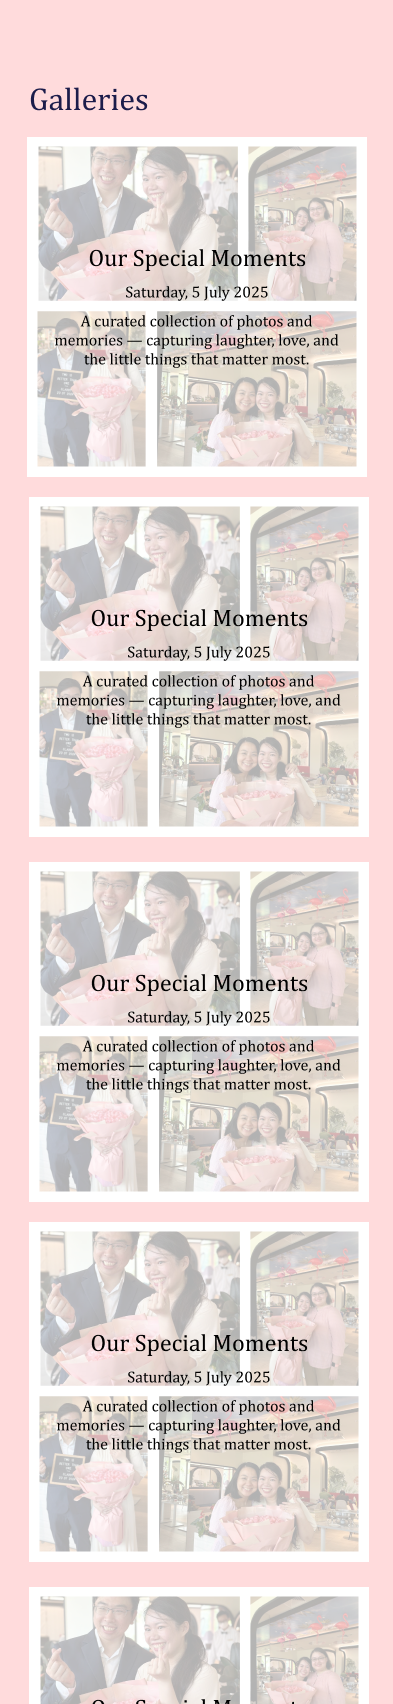 Galleries
Our Special Moments
Saturday, 5 July 2025
A curated collection of photos and
memories — capturing laughter, love, and
the little things that matter most.
Our Special Moments
Saturday, 5 July 2025
A curated collection of photos and
memories — capturing laughter, love, and
the little things that matter most.
Our Special Moments
Saturday, 5 July 2025
A curated collection of photos and
memories — capturing laughter, love, and
the little things that matter most.
Our Special Moments
Saturday, 5 July 2025
A curated collection of photos and
memories — capturing laughter, love, and
the little things that matter most.